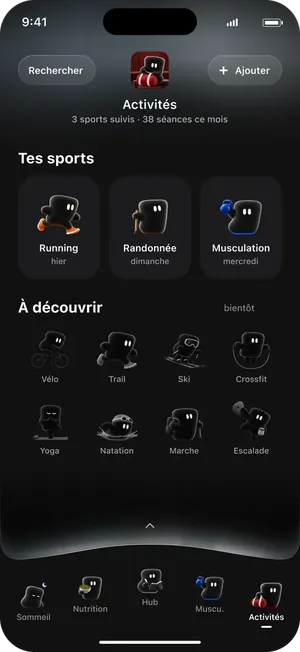 9:41
Rechercher
+ Ajouter
Activités
3 sports suivis · 38 séances ce mois
Tes sports
Running
hier
Randonnée
dimanche
Musculation
mercredi
À découvrir
bientôt
Vélo
Trail
Ski
Crossfit
Yoga
Natation
Marche
Escalade
Sommeil
Nutrition
Hub
Muscu.
Activités